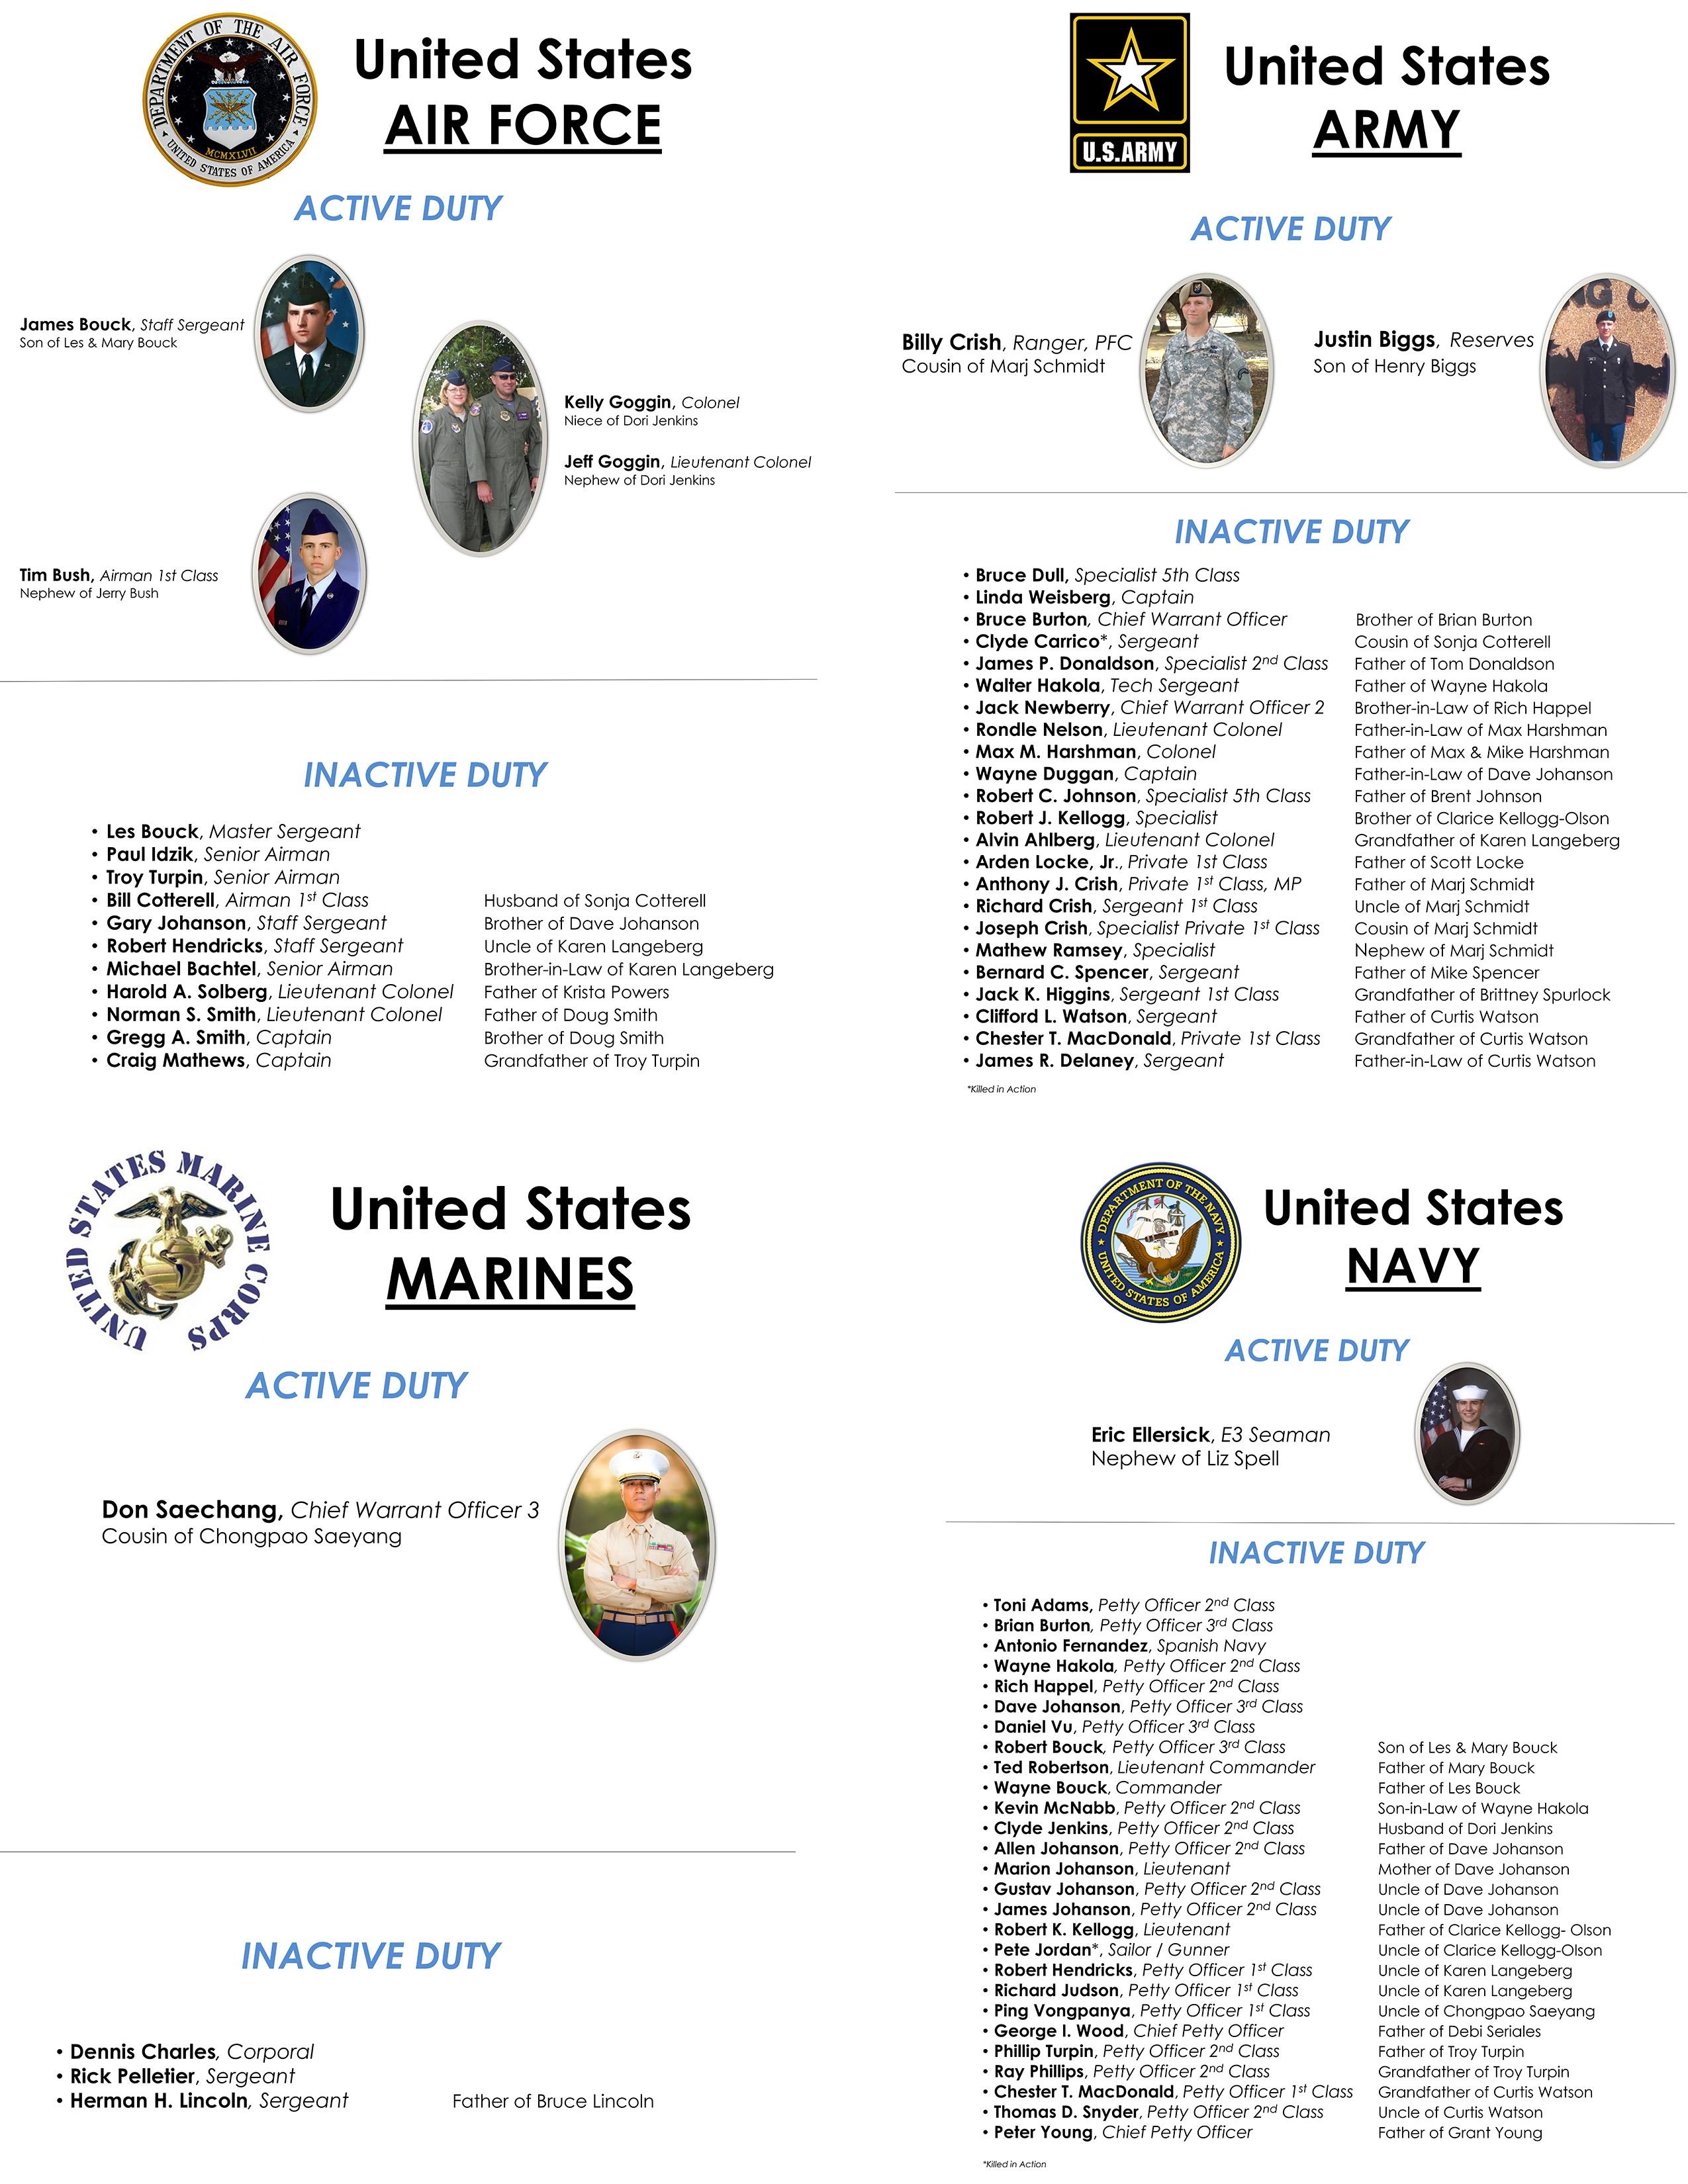 DEPARTMENT OF THE AIR FORCE
MCMXLVII
UNITED STATES OF AMERICA
United States
AIR FORCE
ACTIVE DUTY
James Bouck, Staff Sergeant
Son of Les & Mary Bouck
Kelly Goggin, Colonel
Niece of Dori Jenkins
Jeff Goggin, Lieutenant Colonel
Nephew of Dori Jenkins
Tim Bush, Airman 1st Class
Nephew of Jerry Bush
INACTIVE DUTY
• Les Bouck, Master Sergeant
• Paul Idzik, Senior Airman
• Troy Turpin, Senior Airman
• Bill Cotterell, Airman 1st Class Husband of Sonja Cotterell
• Gary Johanson, Staff Sergeant Brother of Dave Johanson
• Robert Hendricks, Staff Sergeant Uncle of Karen Langeberg
• Michael Bachtel, Senior Airman Brother-in-Law of Karen Langeberg
• Harold A. Solberg, Lieutenant Colonel Father of Krista Powers
• Norman S. Smith, Lieutenant Colonel Father of Doug Smith
• Gregg A. Smith, Captain Brother of Doug Smith
• Craig Mathews, Captain Grandfather of Troy Turpin
U.S.ARMY
United States
ARMY
ACTIVE DUTY
Billy Crish, Ranger, PFC
Cousin of Marj Schmidt
Justin Biggs, Reserves
Son of Henry Biggs
INACTIVE DUTY
• Bruce Dull, Specialist 5th Class
• Linda Weisberg, Captain
• Bruce Burton, Chief Warrant Officer Brother of Brian Burton
• Clyde Carrico*, Sergeant Cousin of Sonja Cotterell
• James P. Donaldson, Specialist 2nd Class Father of Tom Donaldson
• Walter Hakola, Tech Sergeant Father of Wayne Hakola
• Jack Newberry, Chief Warrant Officer 2 Brother-in-Law of Rich Happel
• Rondle Nelson, Lieutenant Colonel Father-in-Law of Max Harshman
• Max M. Harshman, Colonel Father of Max & Mike Harshman
• Wayne Duggan, Captain Father-in-Law of Dave Johanson
• Robert C. Johnson, Specialist 5th Class Father of Brent Johnson
• Robert J. Kellogg, Specialist Brother of Clarice Kellogg-Olson
• Alvin Ahlberg, Lieutenant Colonel Grandfather of Karen Langeberg
• Arden Locke, Jr., Private 1st Class Father of Scott Locke
• Anthony J. Crish, Private 1st Class, MP Father of Marj Schmidt
• Richard Crish, Sergeant 1st Class Uncle of Marj Schmidt
• Joseph Crish, Specialist Private 1st Class Cousin of Marj Schmidt
• Mathew Ramsey, Specialist Nephew of Marj Schmidt
• Bernard C. Spencer, Sergeant Father of Mike Spencer
• Jack K. Higgins, Sergeant 1st Class Grandfather of Brittney Spurlock
• Clifford L. Watson, Sergeant Father of Curtis Watson
• Chester T. MacDonald, Private 1st Class Grandfather of Curtis Watson
• James R. Delaney, Sergeant Father-in-Law of Curtis Watson
*Killed in Action
UNITED STATES MARINE CORPS
United States
MARINES
ACTIVE DUTY
Don Saechang, Chief Warrant Officer 3
Cousin of Chongpao Saeyang
INACTIVE DUTY
• Dennis Charles, Corporal
• Rick Pelletier, Sergeant
• Herman H. Lincoln, Sergeant Father of Bruce Lincoln
DEPARTMENT OF THE NAVY
UNITED STATES OF AMERICA
United States
NAVY
ACTIVE DUTY
Eric Ellersick, E3 Seaman
Nephew of Liz Spell
INACTIVE DUTY
• Toni Adams, Petty Officer 2nd Class
• Brian Burton, Petty Officer 3rd Class
• Antonio Fernandez, Spanish Navy
• Wayne Hakola, Petty Officer 2nd Class
• Rich Happel, Petty Officer 2nd Class
• Dave Johanson, Petty Officer 3rd Class
• Daniel Vu, Petty Officer 3rd Class
• Robert Bouck, Petty Officer 3rd Class Son of Les & Mary Bouck
• Ted Robertson, Lieutenant Commander Father of Mary Bouck
• Wayne Bouck, Commander Father of Les Bouck
• Kevin McNabb, Petty Officer 2nd Class Son-in-Law of Wayne Hakola
• Clyde Jenkins, Petty Officer 2nd Class Husband of Dori Jenkins
• Allen Johanson, Petty Officer 2nd Class Father of Dave Johanson
• Marion Johanson, Lieutenant Mother of Dave Johanson
• Gustav Johanson, Petty Officer 2nd Class Uncle of Dave Johanson
• James Johanson, Petty Officer 2nd Class Uncle of Dave Johanson
• Robert K. Kellogg, Lieutenant Father of Clarice Kellogg- Olson
• Pete Jordan*, Sailor / Gunner Uncle of Clarice Kellogg-Olson
• Robert Hendricks, Petty Officer 1st Class Uncle of Karen Langeberg
• Richard Judson, Petty Officer 1st Class Uncle of Karen Langeberg
• Ping Vongpanya, Petty Officer 1st Class Uncle of Chongpao Saeyang
• George I. Wood, Chief Petty Officer Father of Debi Seriales
• Phillip Turpin, Petty Officer 2nd Class Father of Troy Turpin
• Ray Phillips, Petty Officer 2nd Class Grandfather of Troy Turpin
• Chester T. MacDonald, Petty Officer 1st Class Grandfather of Curtis Watson
• Thomas D. Snyder, Petty Officer 2nd Class Uncle of Curtis Watson
• Peter Young, Chief Petty Officer Father of Grant Young
*Killed in Action